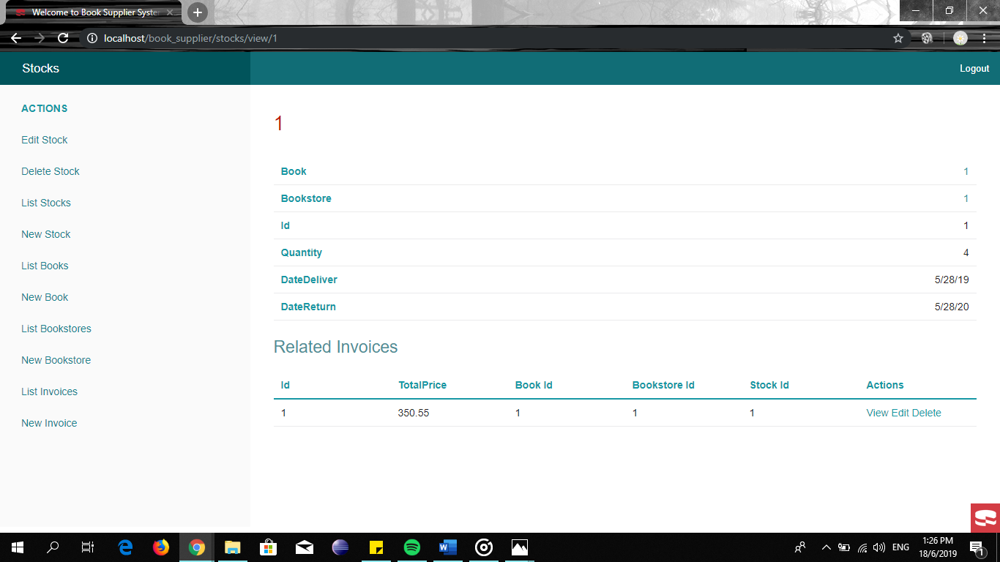 Welcome to Book Supplier Syste
localhost/book_supplier/stocks/view/1
Stocks
Logout
ACTIONS
Edit Stock
Delete Stock
List Stocks
New Stock
List Books
New Book
List Bookstores
New Bookstore
List Invoices
New Invoice
1
Book 1
Bookstore 1
Id 1
Quantity 4
DateDeliver 5/28/19
DateReturn 5/28/20
Related Invoices
Id TotalPrice Book Id Bookstore Id Stock Id Actions
1 350.55 1 1 1 View Edit Delete
ENG
1:26 PM
18/6/2019
1